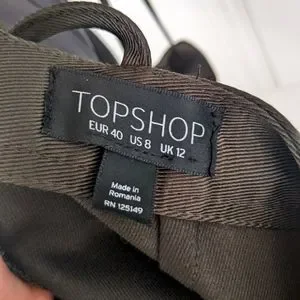 TOPSHOP
EUR 40 US 8 UK 12
Made in
Romania
RN 125149